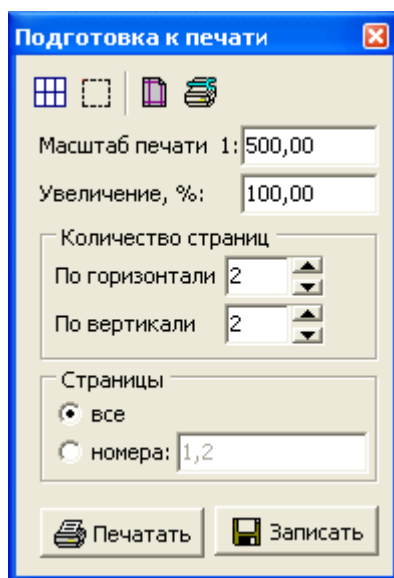 Подготовка к печати
Масштаб печати 1: 500,00
Увеличение, %: 100,00
Количество страниц
По горизонтали 2
По вертикали 2
Страницы
все
номера: 1,2
Печатать Записать